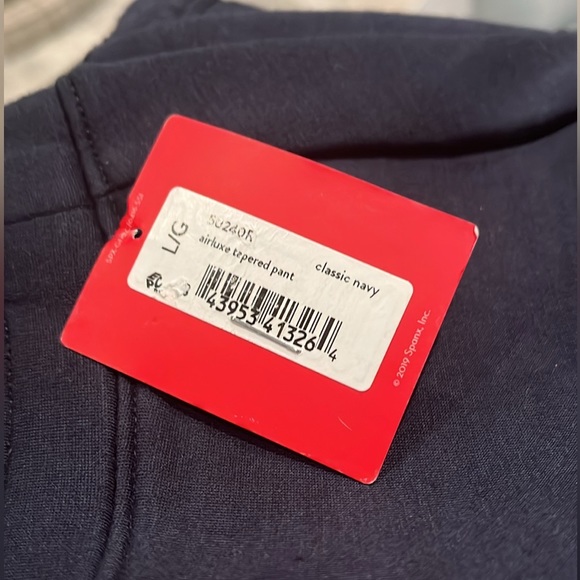 L/G
50240R
airluxe tapered pant
classic navy
43953 41326 4
© 2019 Spanx, Inc.